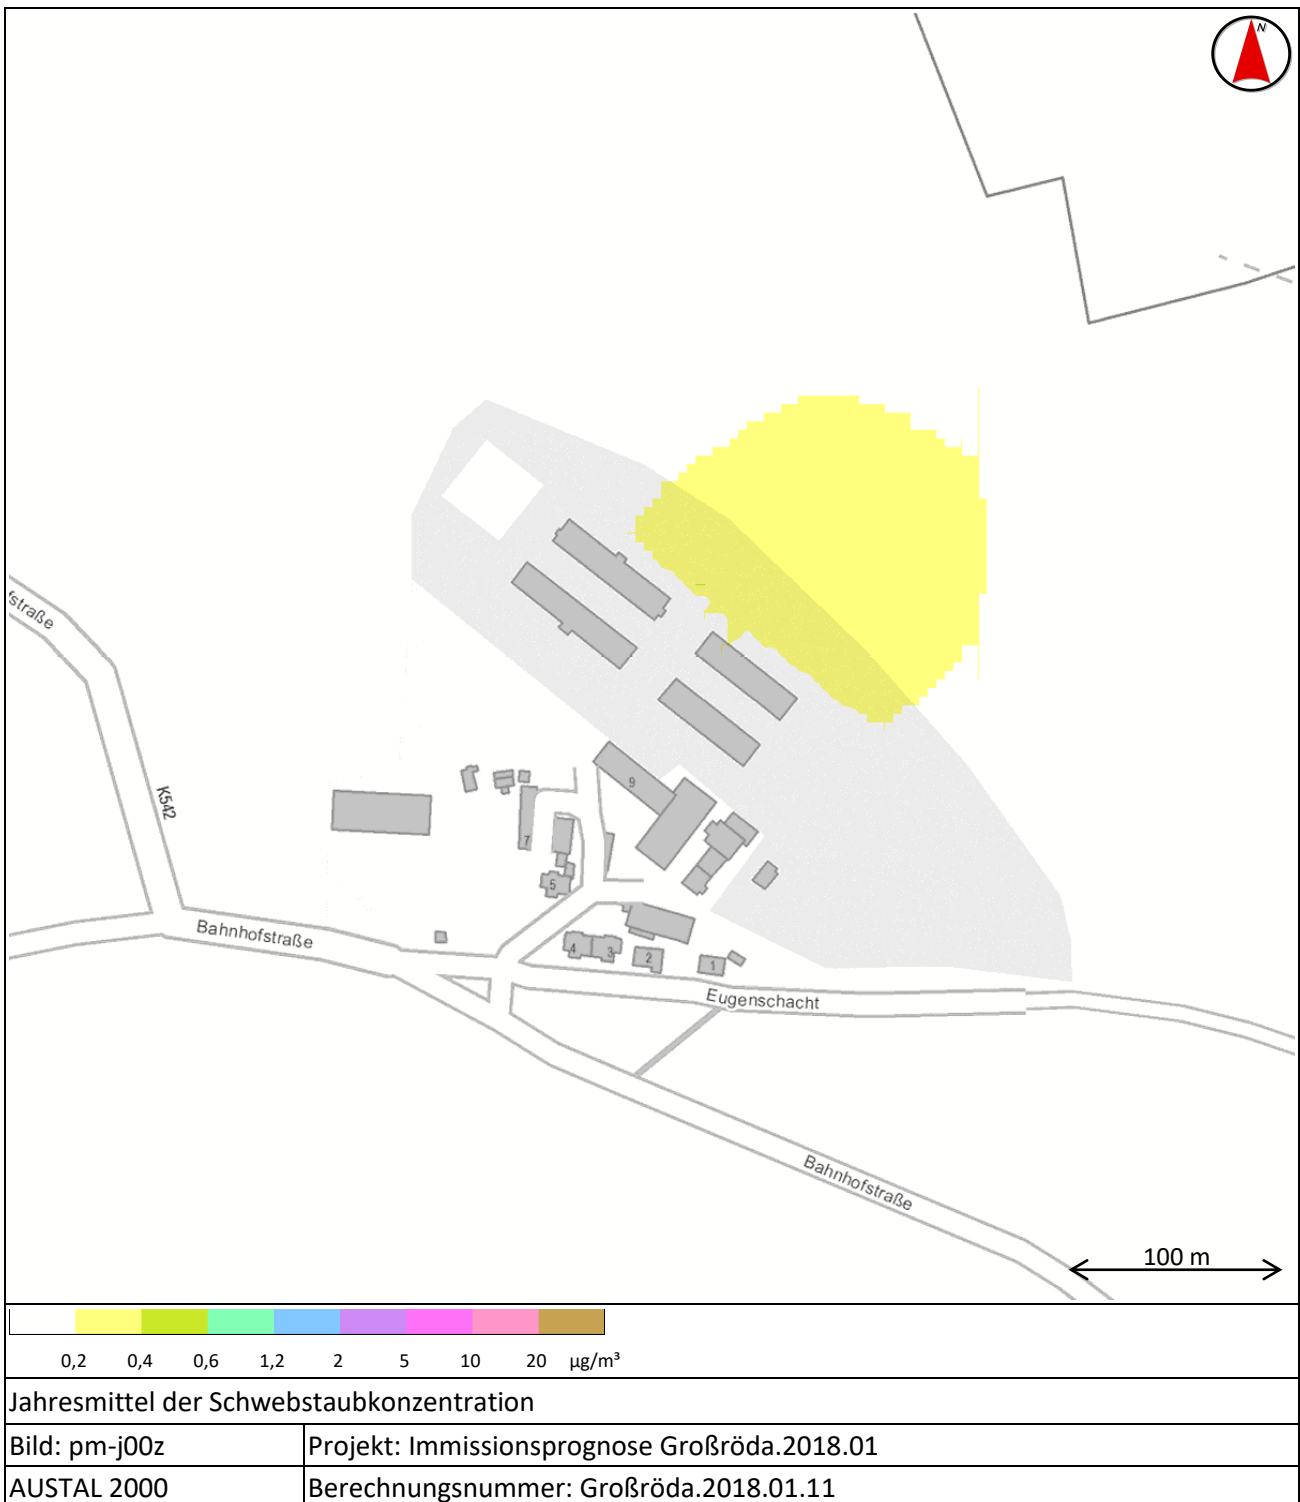 N
fstraße
K542
9
7
5
Bahnhofstraße
4
3
2
1
Eugenschacht
Bahnhofstraße
100 m
0,2 0,4 0,6 1,2 2 5 10 20 µg/m³
Jahresmittel der Schwebstaubkonzentration
Bild: pm-j00z
Projekt: Immissionsprognose Großröda.2018.01
AUSTAL 2000
Berechnungsnummer: Großröda.2018.01.11